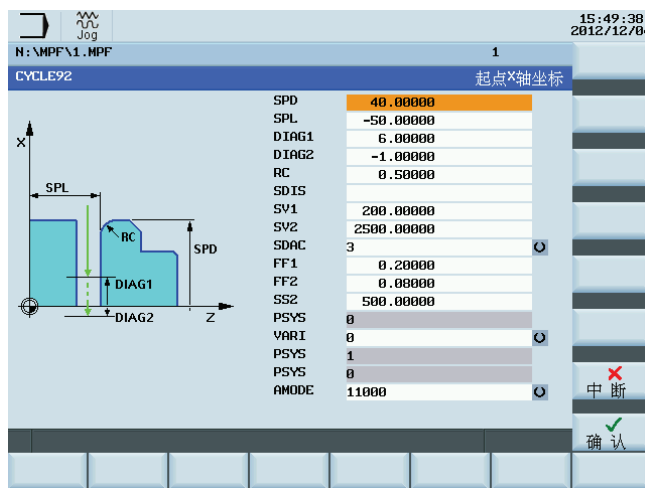 15:49:38
Jog
2012/12/0
N:\MPF\1.MPF 1
CYCLE92 起点X轴坐标
SPD 40.00000
SPL -50.00000
DIAG1 6.00000
DIAG2 -1.00000
RC 0.50000
SDIS
SV1 200.00000
SV2 2500.00000
SDAC 3
FF1 0.20000
FF2 0.08000
SS2 500.00000
PSYS 0
VARI 0
PSYS 1
PSYS 0
AMODE 11000
X
SPL
RC
SPD
DIAG1
DIAG2
Z
中断
确认